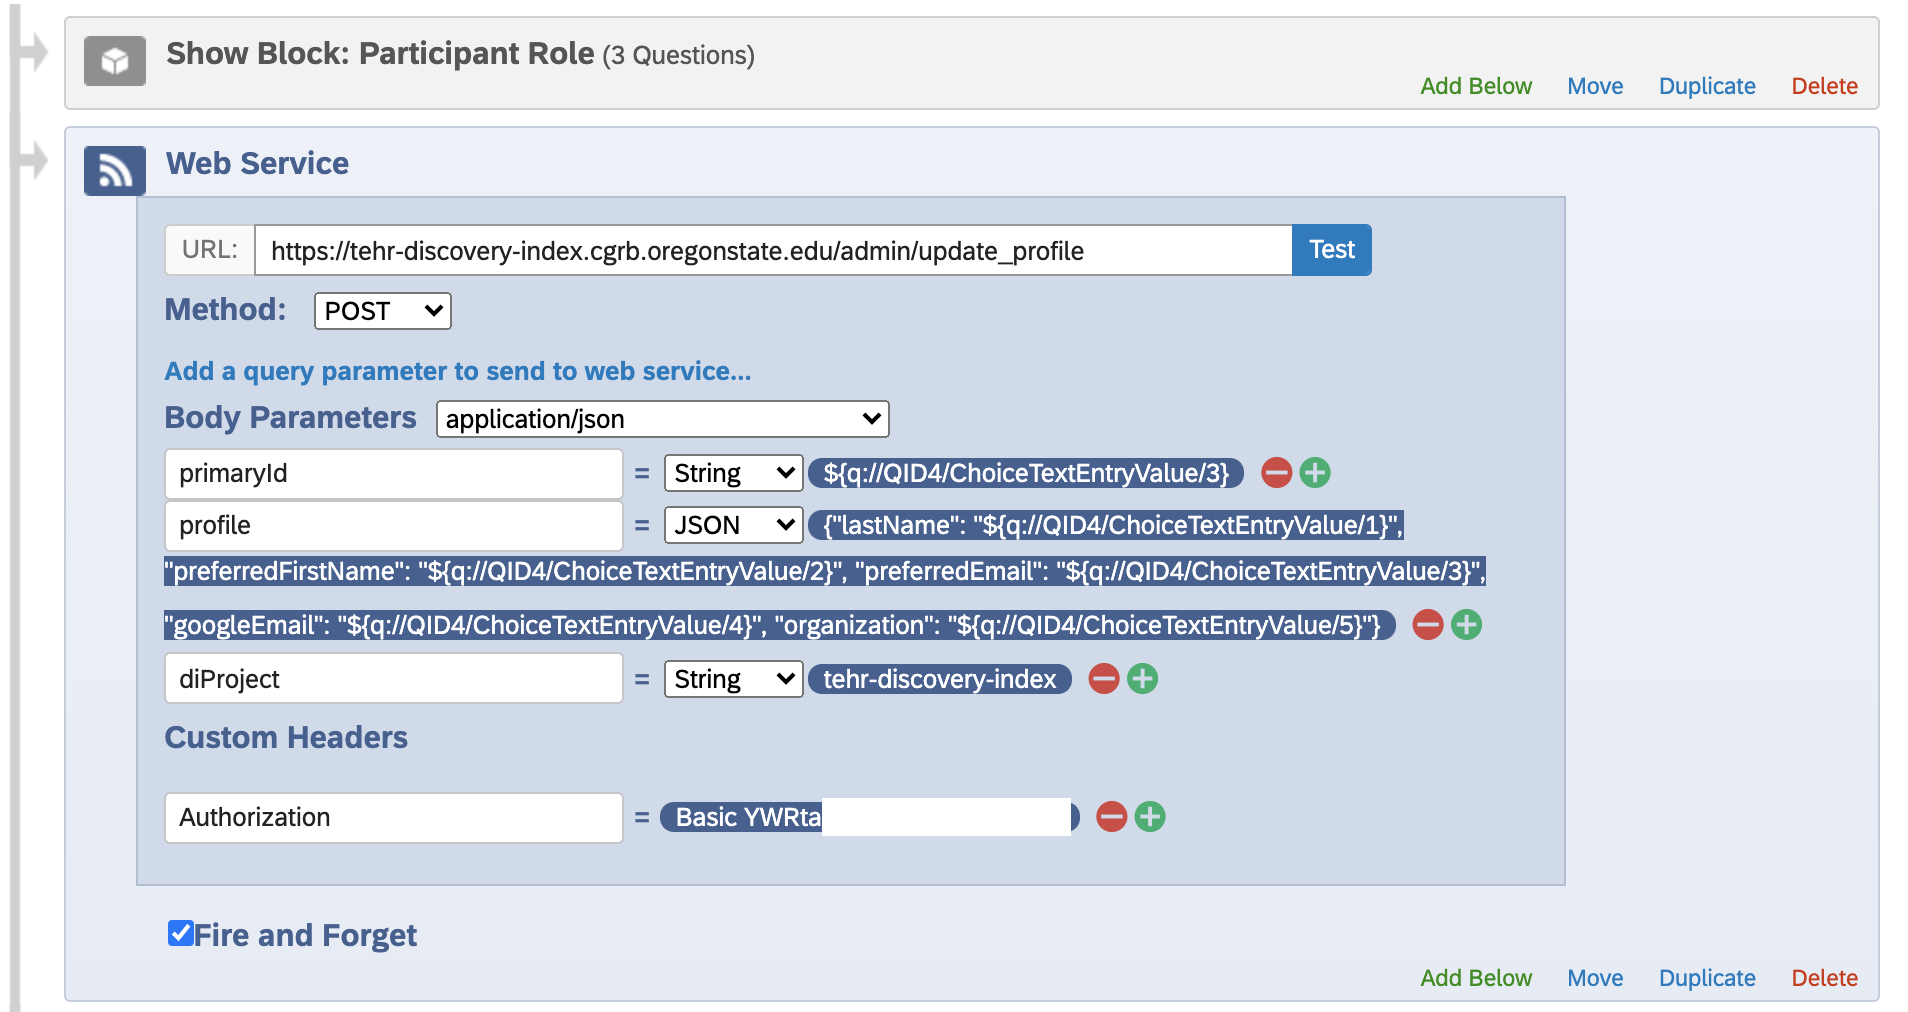 Show Block: Participant Role (3 Questions)
Add Below Move Duplicate Delete
Web Service
URL: https://tehr-discovery-index.cgrb.oregonstate.edu/admin/update_profile Test
Method: POST
Add a query parameter to send to web service...
Body Parameters application/json
primaryId = String ${q://QID4/ChoiceTextEntryValue/3}
profile = JSON {"lastName": "${q://QID4/ChoiceTextEntryValue/1}",
"preferredFirstName": "${q://QID4/ChoiceTextEntryValue/2}", "preferredEmail": "${q://QID4/ChoiceTextEntryValue/3}",
"googleEmail": "${q://QID4/ChoiceTextEntryValue/4}", "organization": "${q://QID4/ChoiceTextEntryValue/5}"}
diProject = String tehr-discovery-index
Custom Headers
Authorization = Basic YWRta
Fire and Forget
Add Below Move Duplicate Delete